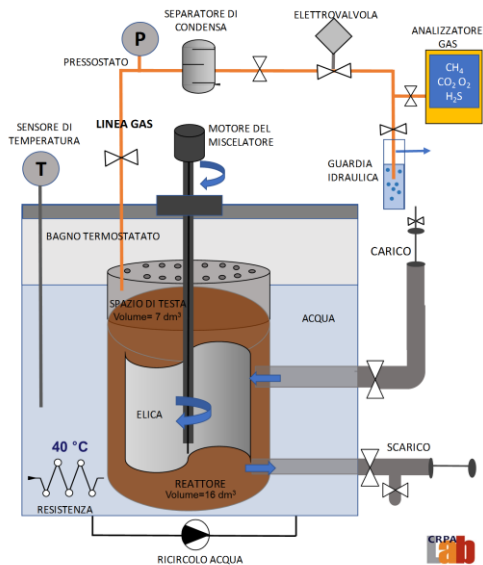 SEPARATORE DI
CONDENSA
ELETTROVALVOLA
ANALIZZATORE
GAS
P
PRESSOSTATO
CH4
CO2 O2
H2S
SENSORE DI
TEMPERATURA
LINEA GAS
MOTORE DEL
MISCELATORE
T
GUARDIA
IDRAULICA
BAGNO TERMOSTATATO
CARICO
SPAZIO DI TESTA
Volume= 7 dm³
ACQUA
ELICA
40 °C
SCARICO
REATTORE
Volume=16 dm³
RESISTENZA
RICIRCOLO ACQUA
CRPA
Lab